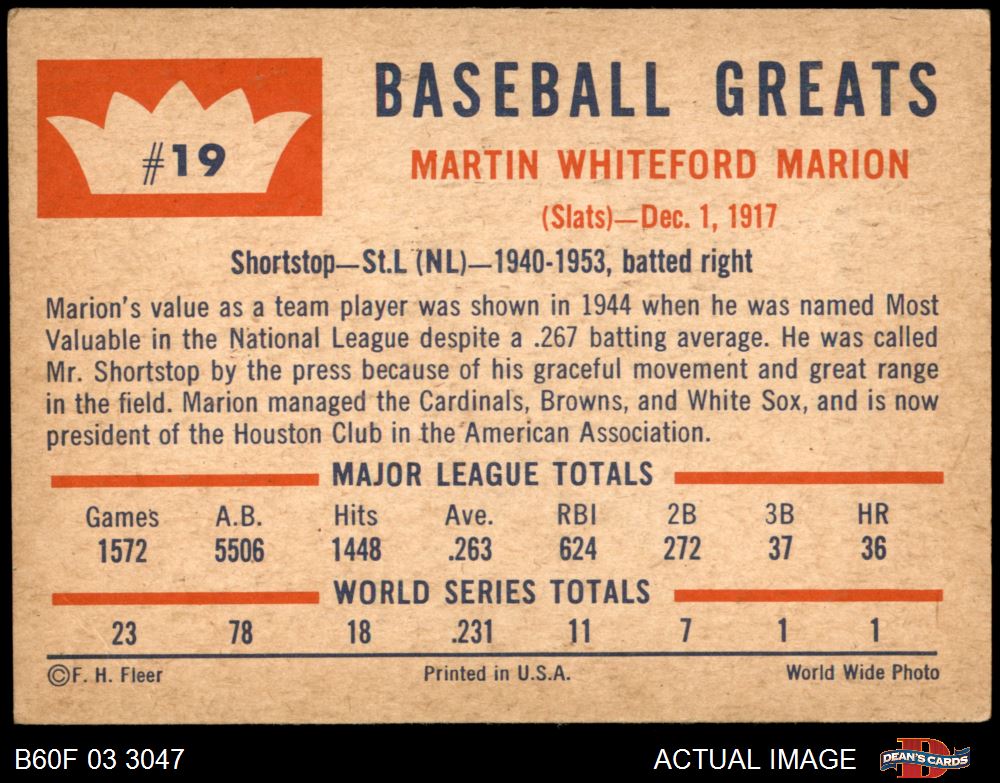 #19
BASEBALL GREATS
MARTIN WHITEFORD MARION
(Slats)—Dec. 1, 1917
Shortstop—St.L (NL)—1940-1953, batted right
Marion's value as a team player was shown in 1944 when he was named Most
Valuable in the National League despite a .267 batting average. He was called
Mr. Shortstop by the press because of his graceful movement and great range
in the field. Marion managed the Cardinals, Browns, and White Sox, and is now
president of the Houston Club in the American Association.
MAJOR LEAGUE TOTALS
Games A.B. Hits Ave. RBI 2B 3B HR
1572 5506 1448 .263 624 272 37 36
WORLD SERIES TOTALS
23 78 18 .231 11 7 1 1
©F. H. Fleer Printed in U.S.A. World Wide Photo
B60F 03 3047 ACTUAL IMAGE DEAN'S CARDS